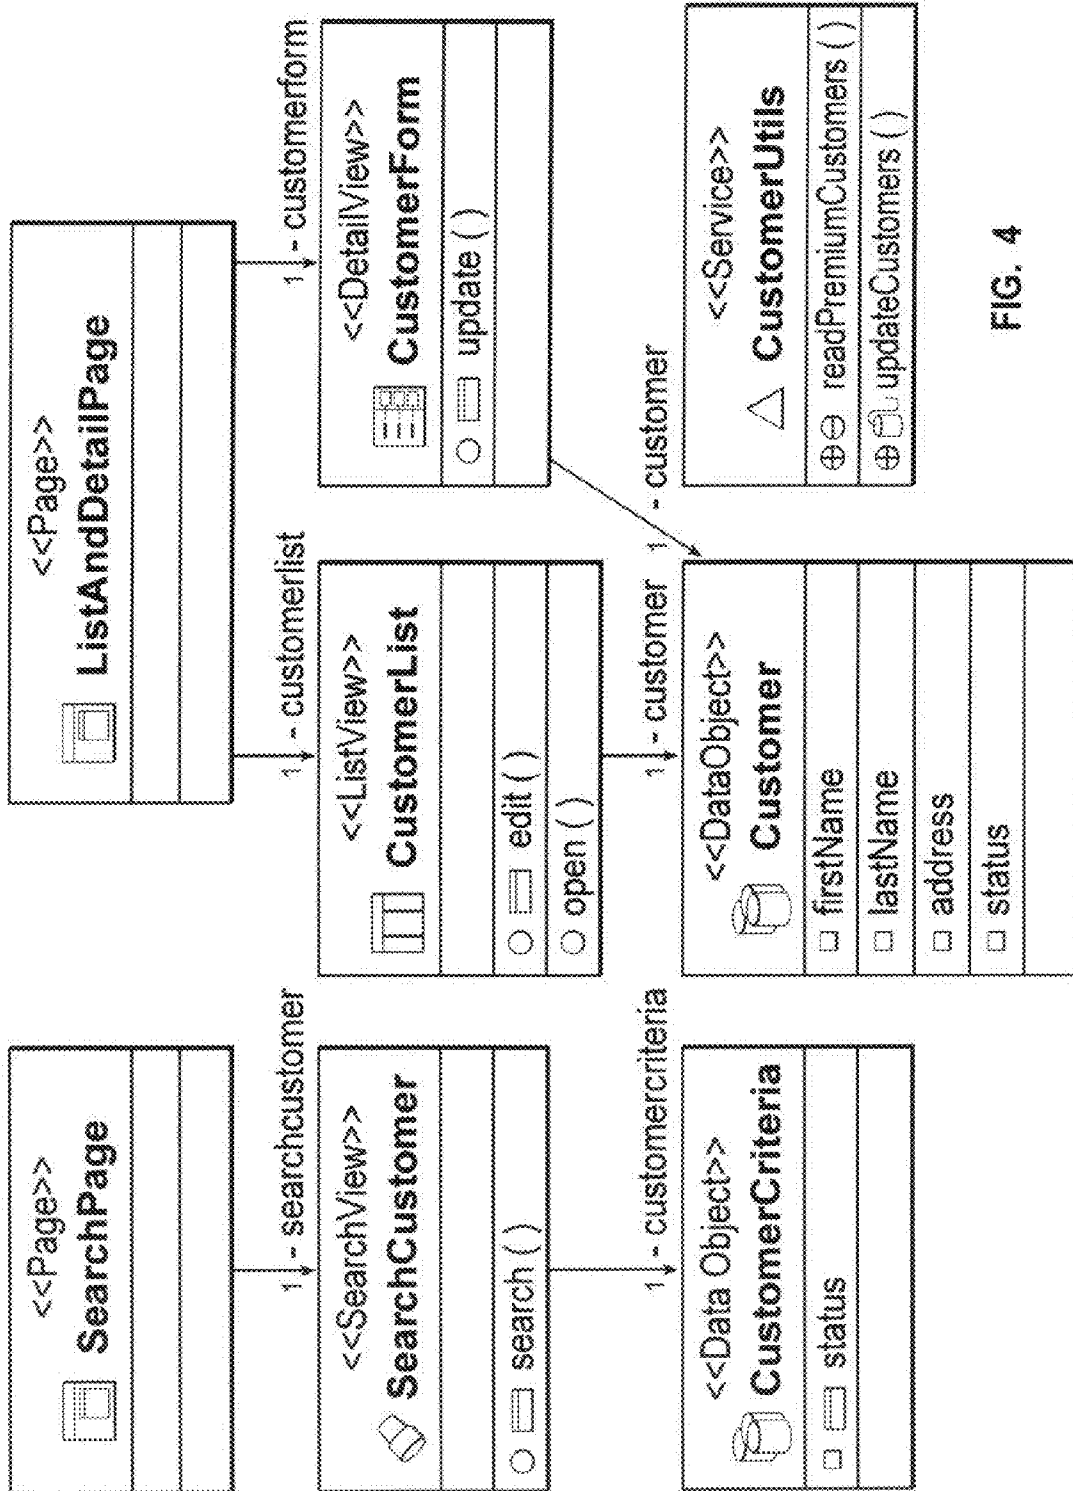 <<Page>>
SearchPage
1 - searchcustomer
<<SearchView>>
SearchCustomer
search ( )
1 - customercriteria
<<Data Object>>
CustomerCriteria
status
<<Page>>
ListAndDetailPage
1 - customerlist
<<ListView>>
CustomerList
edit ( )
open ( )
1 - customer
<<DataObject>>
Customer
firstName
lastName
address
status
1 - customerform
<<DetailView>>
CustomerForm
update ( )
1 - customer
<<Service>>
CustomerUtils
readPremiumCustomers ( )
updateCustomers ( )
FIG. 4